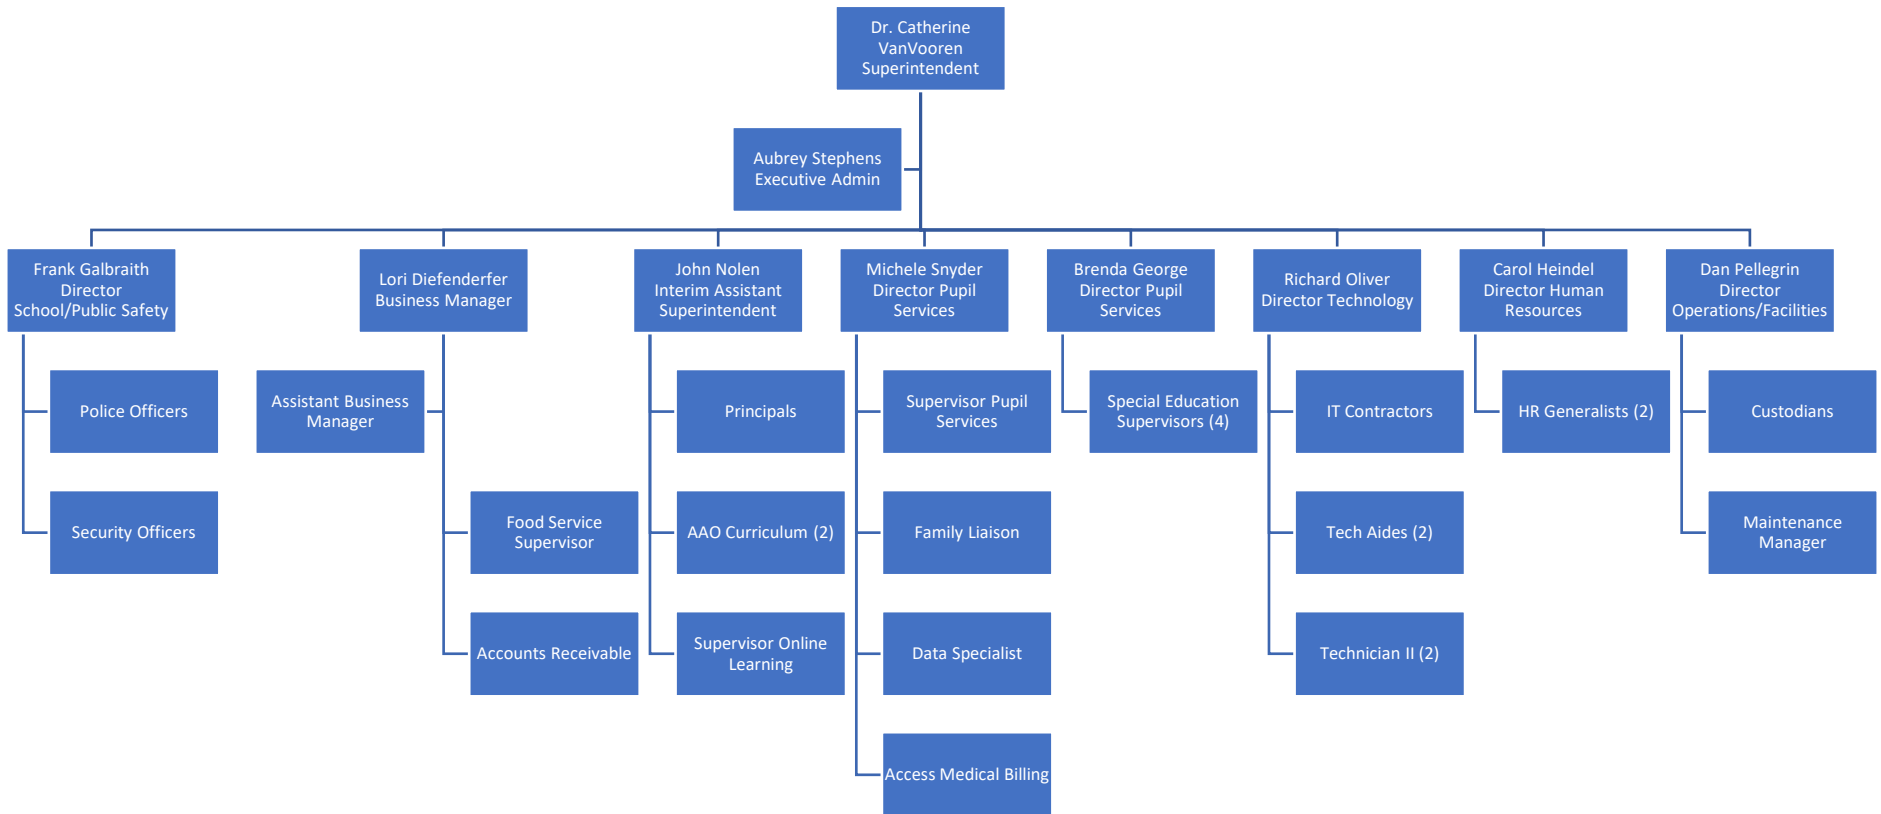 Dr. Catherine
VanVooren
Superintendent
Aubrey Stephens
Executive Admin
Frank Galbraith
Director
School/Public Safety
Lori Diefenderfer
Business Manager
John Nolen
Interim Assistant
Superintendent
Michele Snyder
Director Pupil
Services
Brenda George
Director Pupil
Services
Richard Oliver
Director Technology
Carol Heindel
Director Human
Resources
Dan Pellegrin
Director
Operations/Facilities
Police Officers
Assistant Business
Manager
Principals
Supervisor Pupil
Services
Special Education
Supervisors (4)
IT Contractors
HR Generalists (2)
Custodians
Security Officers
Food Service
Supervisor
AAO Curriculum (2)
Family Liaison
Tech Aides (2)
Maintenance
Manager
Accounts Receivable
Supervisor Online
Learning
Data Specialist
Technician II (2)
Access Medical Billing